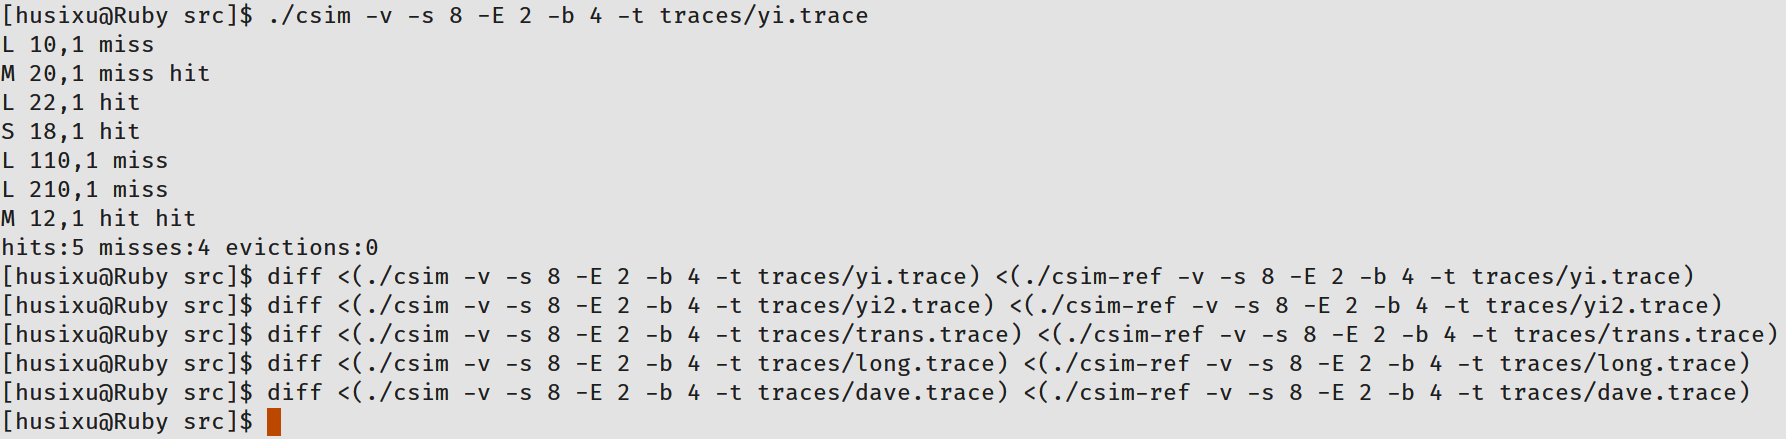 [husixu@Ruby src]$ ./csim -v -s 8 -E 2 -b 4 -t traces/yi.trace
L 10,1 miss
M 20,1 miss hit
L 22,1 hit
S 18,1 hit
L 110,1 miss
L 210,1 miss
M 12,1 hit hit
hits:5 misses:4 evictions:0
[husixu@Ruby src]$ diff <(./csim -v -s 8 -E 2 -b 4 -t traces/yi.trace) <(./csim-ref -v -s 8 -E 2 -b 4 -t traces/yi.trace)
[husixu@Ruby src]$ diff <(./csim -v -s 8 -E 2 -b 4 -t traces/yi2.trace) <(./csim-ref -v -s 8 -E 2 -b 4 -t traces/yi2.trace)
[husixu@Ruby src]$ diff <(./csim -v -s 8 -E 2 -b 4 -t traces/trans.trace) <(./csim-ref -v -s 8 -E 2 -b 4 -t traces/trans.trace)
[husixu@Ruby src]$ diff <(./csim -v -s 8 -E 2 -b 4 -t traces/long.trace) <(./csim-ref -v -s 8 -E 2 -b 4 -t traces/long.trace)
[husixu@Ruby src]$ diff <(./csim -v -s 8 -E 2 -b 4 -t traces/dave.trace) <(./csim-ref -v -s 8 -E 2 -b 4 -t traces/dave.trace)
[husixu@Ruby src]$